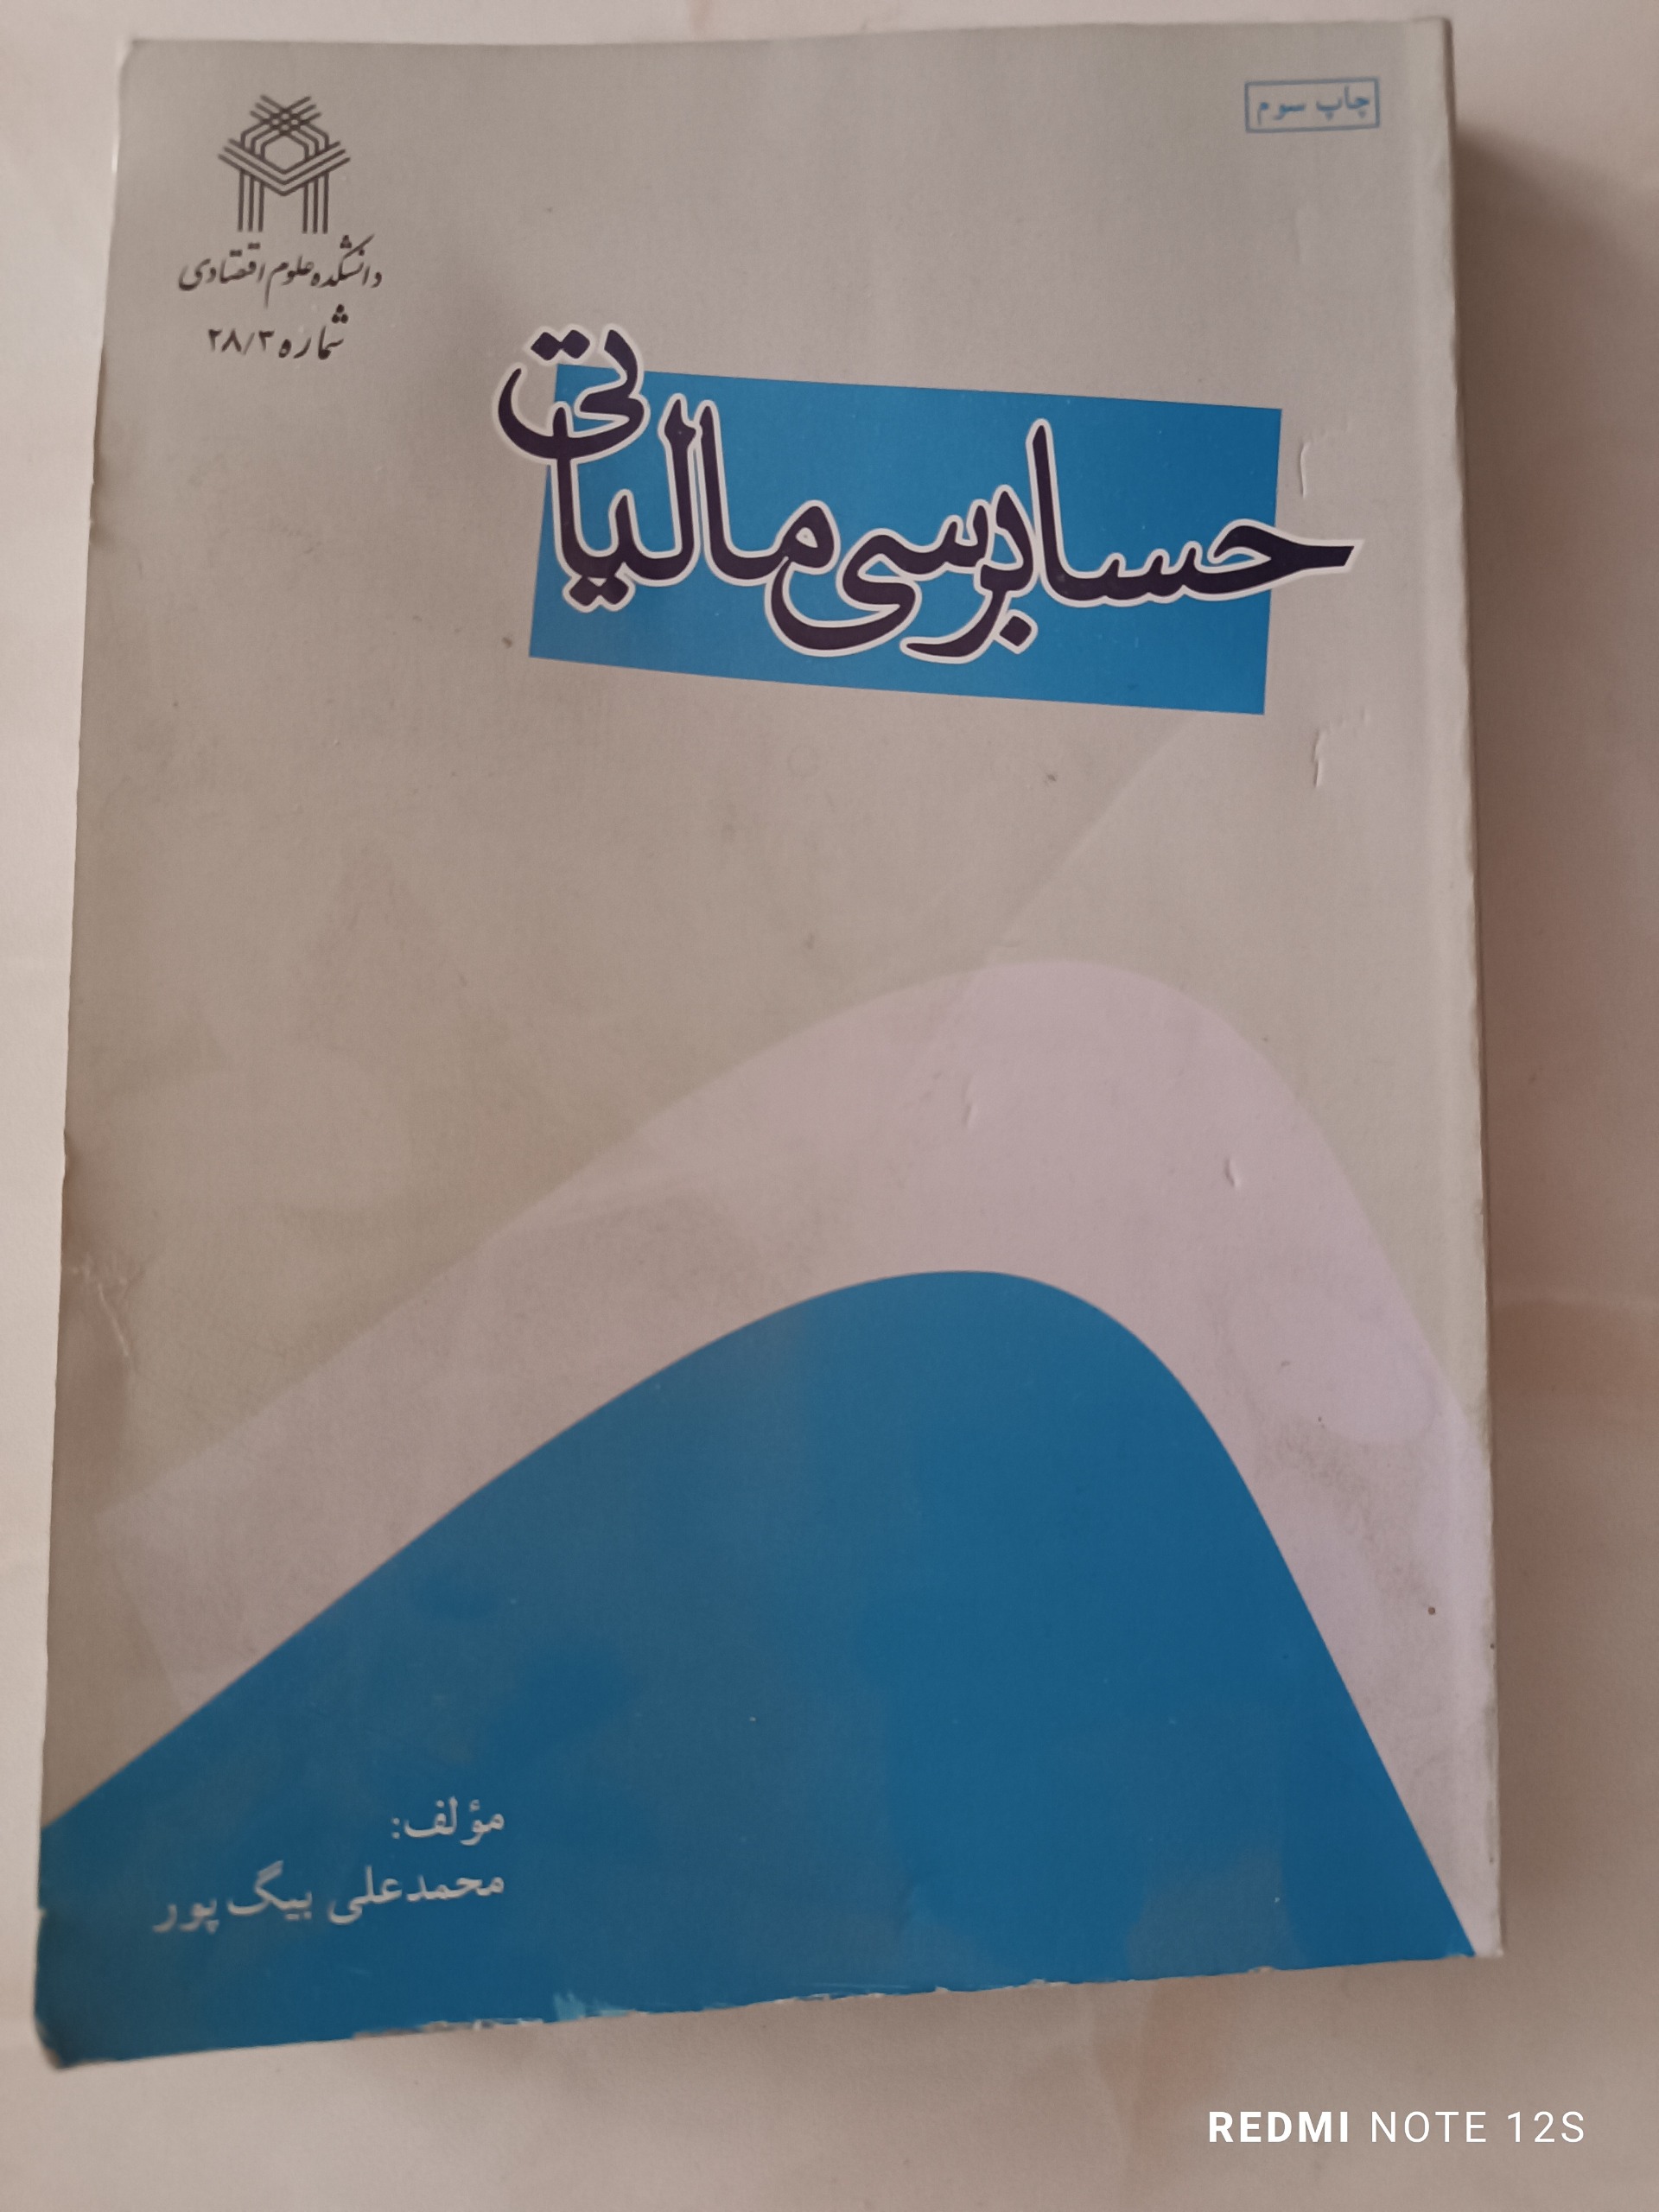 چاپ سوم
دانشکده علوم اقتصادی
شماره ۲۸/۳
حسابرسی مالیاتی
مؤلف:
محمدعلی بیگ پور
REDMI NOTE 12S